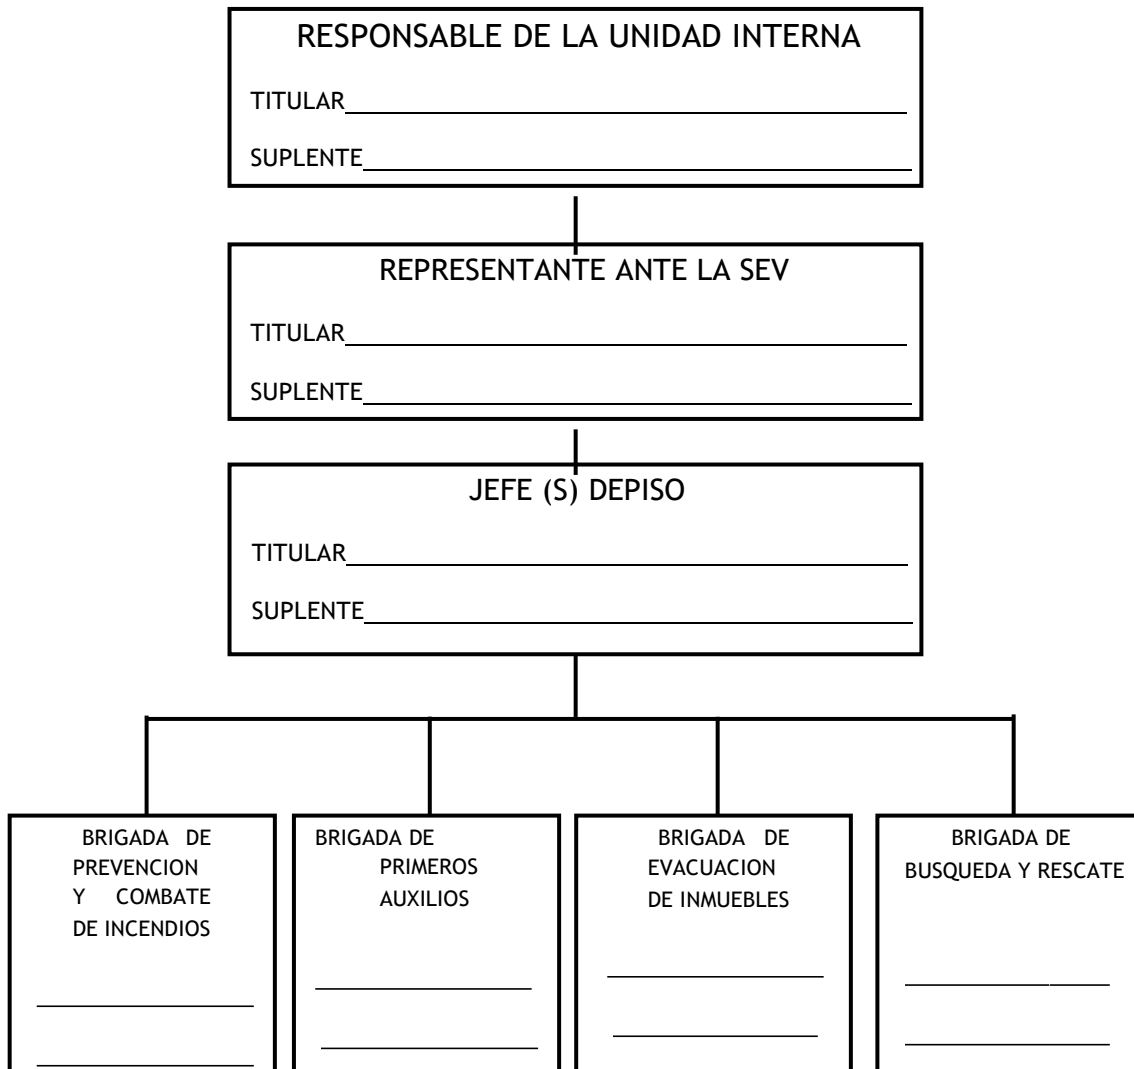 RESPONSABLE DE LA UNIDAD INTERNA
TITULAR
SUPLENTE
REPRESENTANTE ANTE LA SEV
TITULAR
SUPLENTE
JEFE (S) DEPISO
TITULAR
SUPLENTE
BRIGADA DE
PREVENCION
Y COMBATE
DE INCENDIOS
BRIGADA DE
PRIMEROS
AUXILIOS
BRIGADA DE
EVACUACION
DE INMUEBLES
BRIGADA DE
BUSQUEDA Y RESCATE